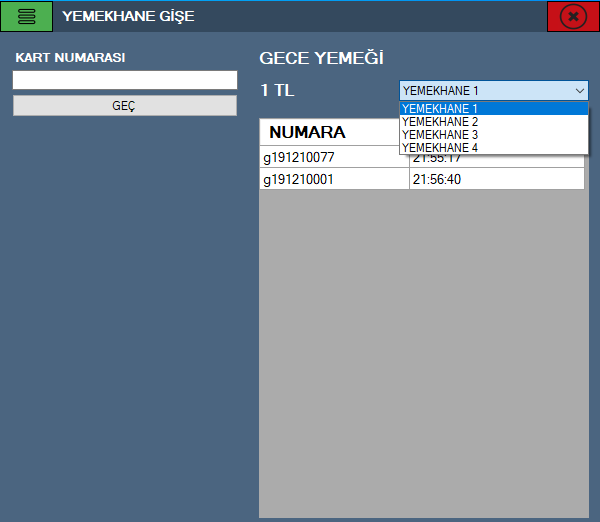 YEMEKHANE GİŞE
KART NUMARASI
GEÇ
GECE YEMEĞİ
1 TL
YEMEKHANE 1
YEMEKHANE 1
YEMEKHANE 2
YEMEKHANE 3
YEMEKHANE 4
NUMARA
g191210077 21:55:17
g191210001 21:56:40